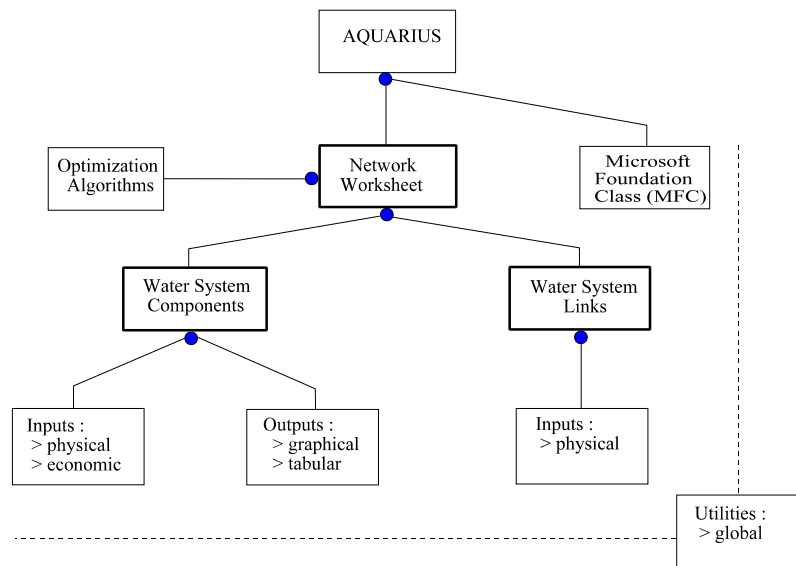 AQUARIUS
Optimization
Algorithms
Network
Worksheet
Microsoft
Foundation
Class (MFC)
Water System
Components
Water System
Links
Inputs :
> physical
> economic
Outputs :
> graphical
> tabular
Inputs :
> physical
Utilities :
> global